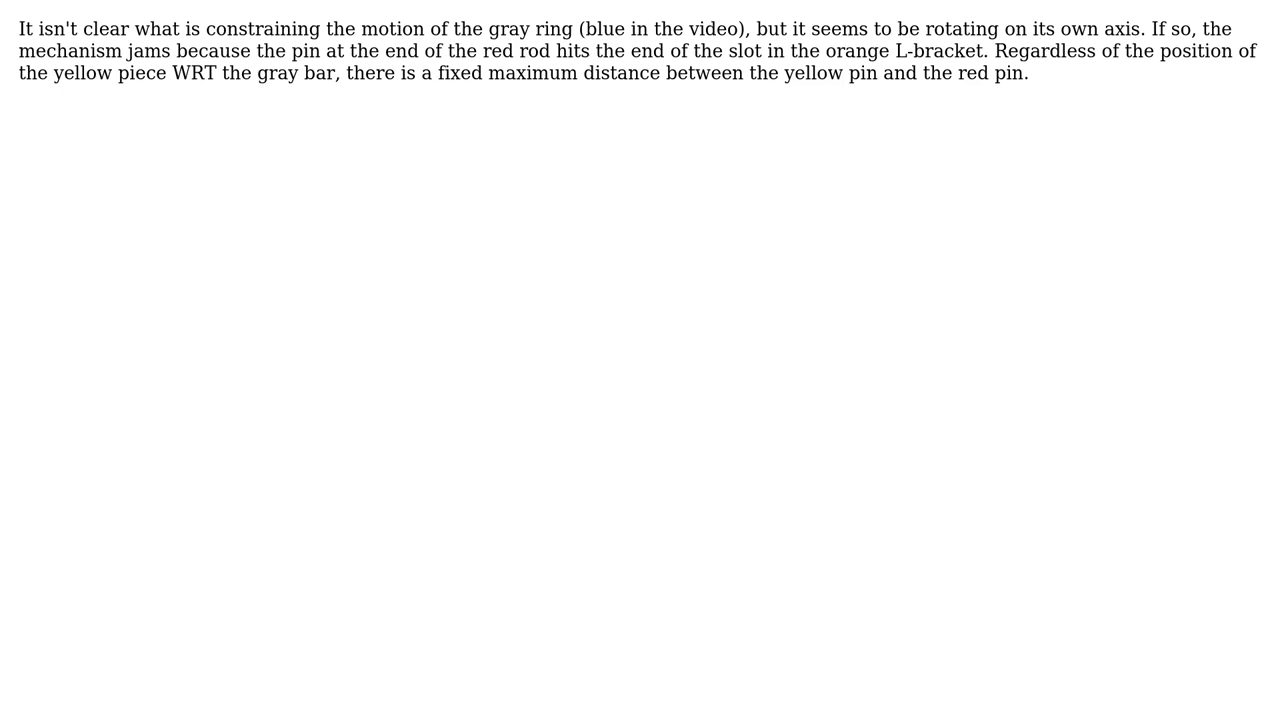 It isn't clear what is constraining the motion of the gray ring (blue in the video), but it seems to be rotating on its own axis. If so, the
mechanism jams because the pin at the end of the red rod hits the end of the slot in the orange L-bracket. Regardless of the position of
the yellow piece WRT the gray bar, there is a fixed maximum distance between the yellow pin and the red pin.